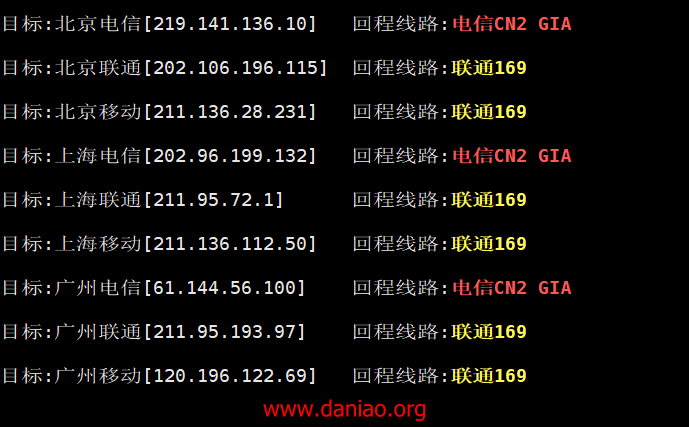 目标:北京电信[219.141.136.10] 回程线路:电信CN2 GIA
目标:北京联通[202.106.196.115] 回程线路:联通169
目标:北京移动[211.136.28.231] 回程线路:联通169
目标:上海电信[202.96.199.132] 回程线路:电信CN2 GIA
目标:上海联通[211.95.72.1] 回程线路:联通169
目标:上海移动[211.136.112.50] 回程线路:联通169
目标:广州电信[61.144.56.100] 回程线路:电信CN2 GIA
目标:广州联通[211.95.193.97] 回程线路:联通169
目标:广州移动[120.196.122.69] 回程线路:联通169
www.daniao.org